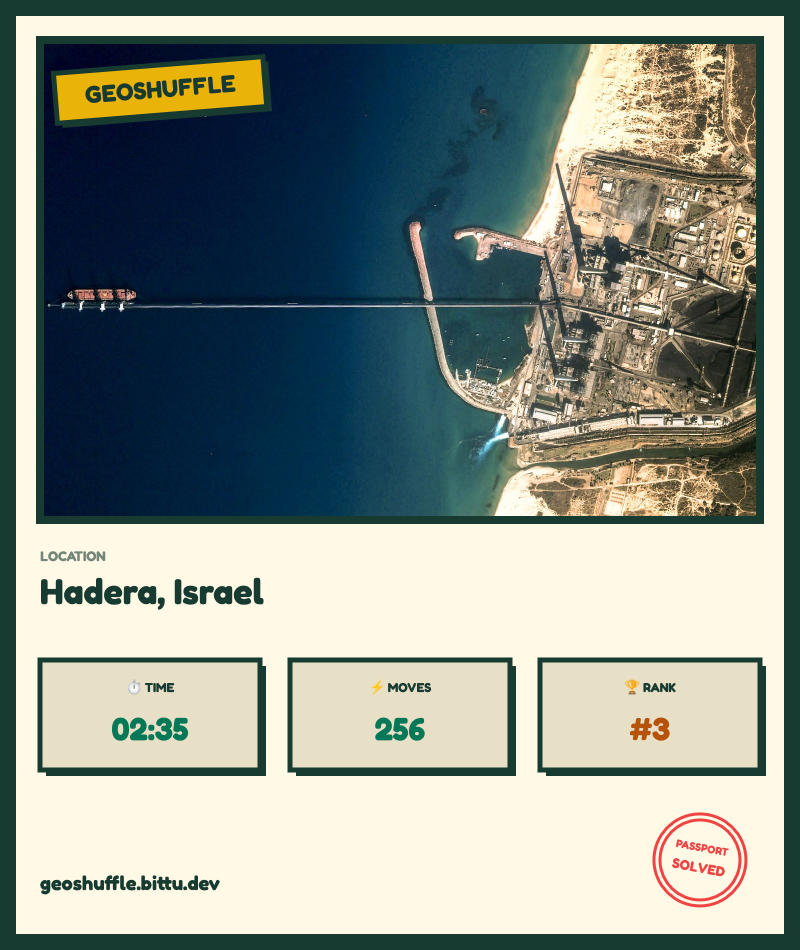 GEOSHUFFLE
LOCATION
Hadera, Israel
⏱️ TIME
02:35
⚡ MOVES
256
🏆 RANK
#3
PASSPORT
SOLVED
geoshuffle.bittu.dev